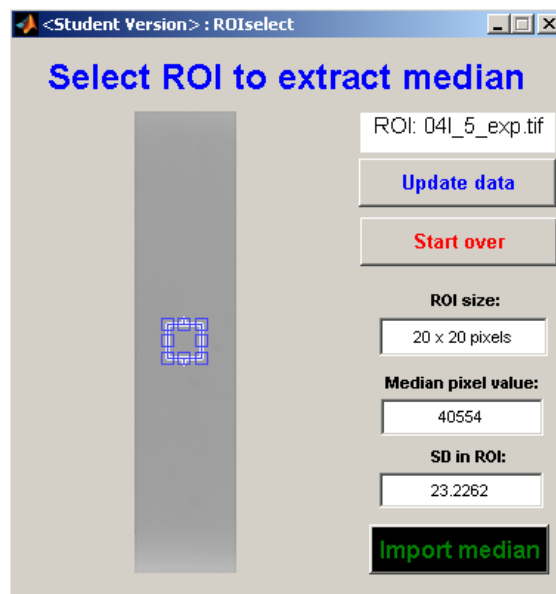 <Student Version> : ROIselect
Select ROI to extract median
ROI: 04I_5_exp.tif
Update data
Start over
ROI size:
20 x 20 pixels
Median pixel value:
40554
SD in ROI:
23.2262
Import median